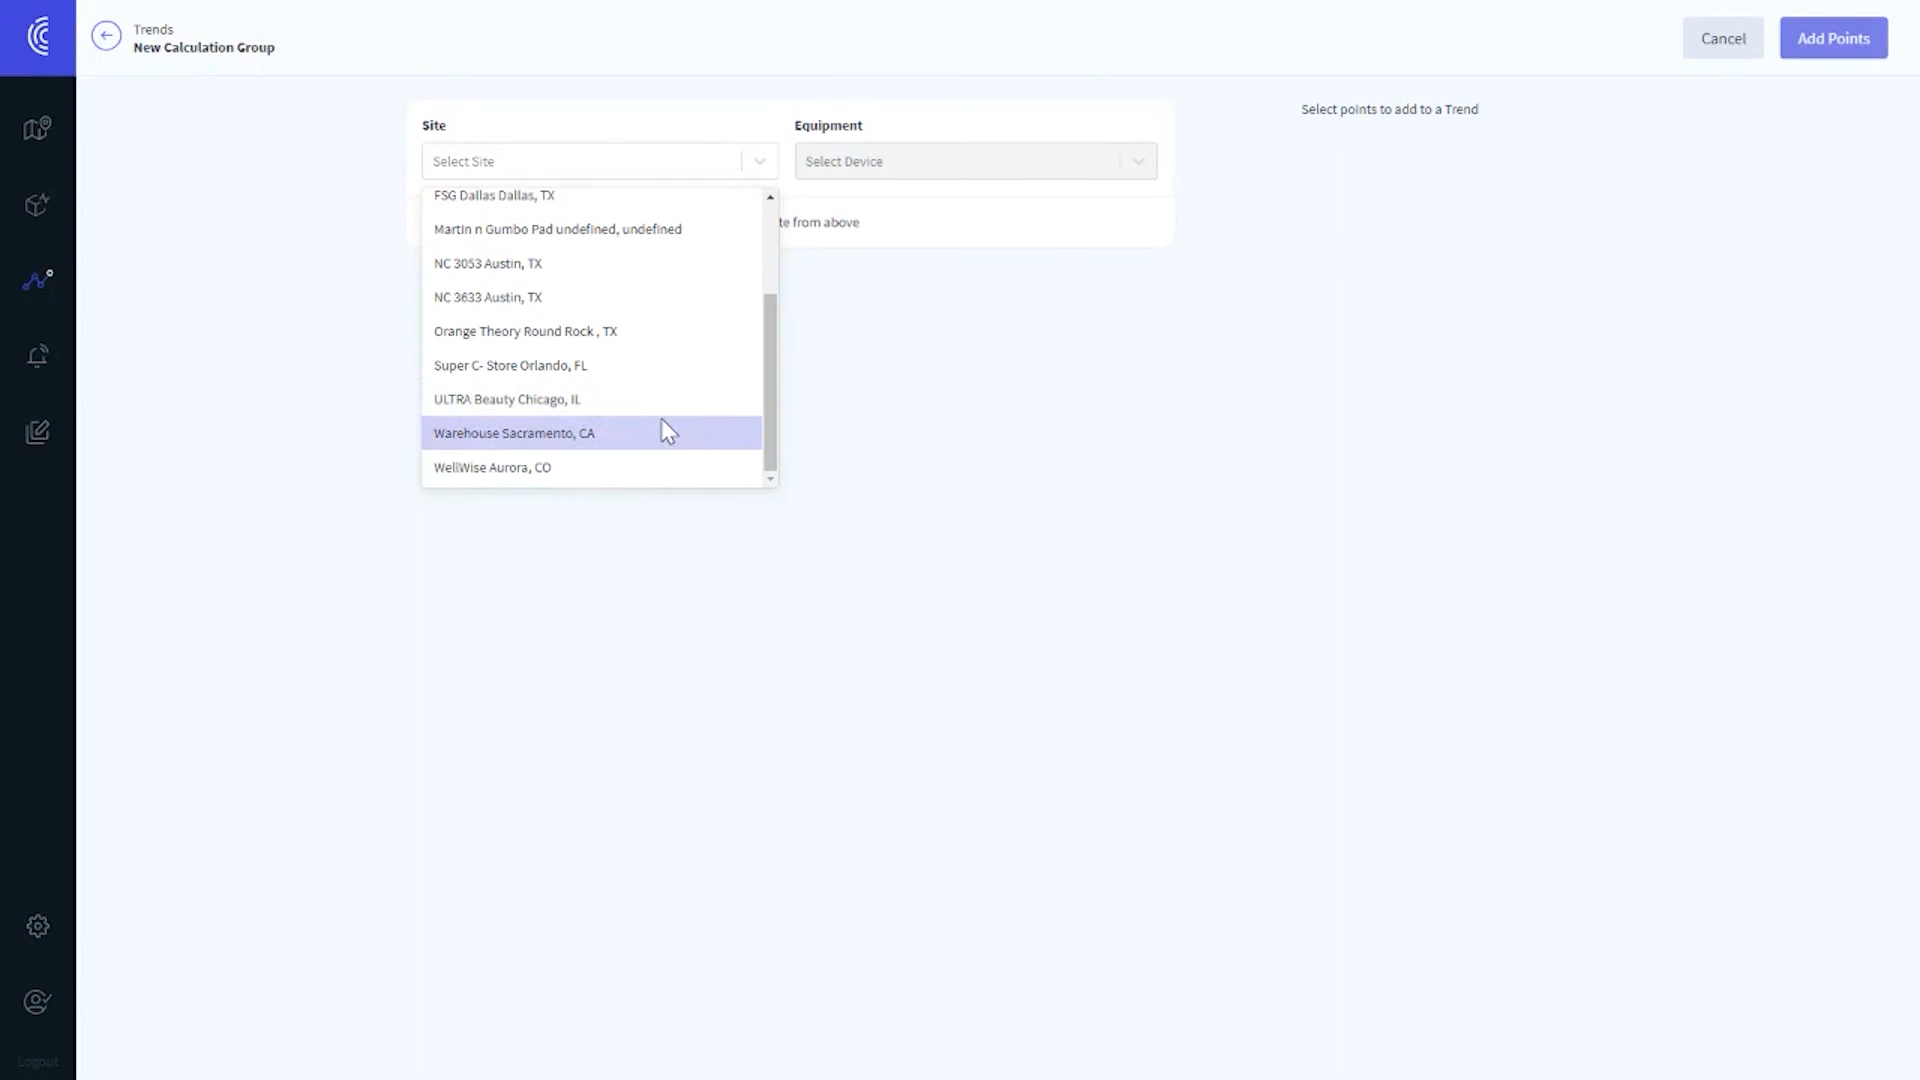 Trends
New Calculation Group
Cancel
Add Points
Site
Equipment
Select points to add to a Trend
Select Site
Select Device
FSG Dallas Dallas, TX
te from above
Martin n Gumbo Pad undefined, undefined
NC 3053 Austin, TX
NC 3633 Austin, TX
Orange Theory Round Rock , TX
Super C- Store Orlando, FL
ULTRA Beauty Chicago, IL
Warehouse Sacramento, CA
WellWise Aurora, CO
Logout